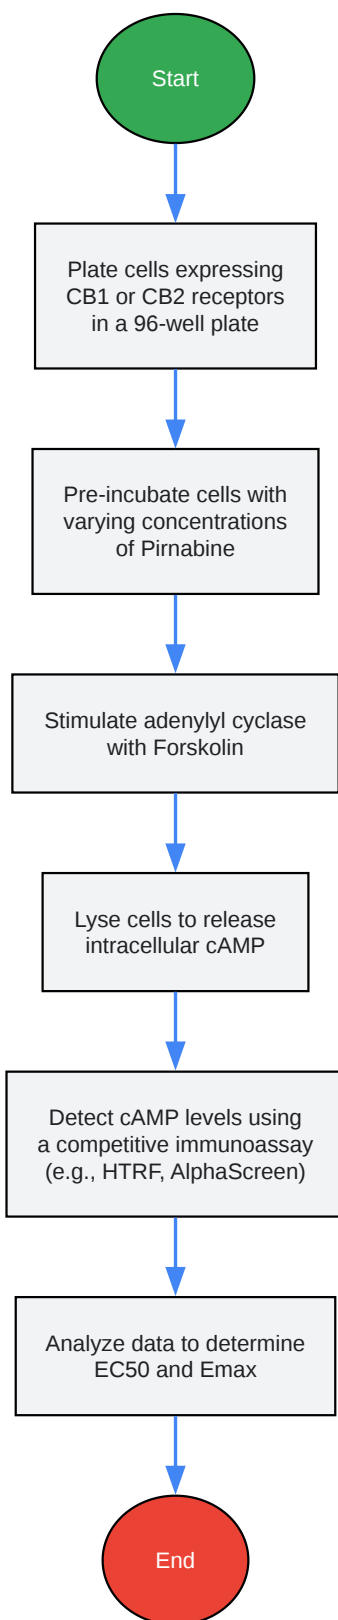 Start
Plate cells expressing
CB1 or CB2 receptors
in a 96-well plate
Pre-incubate cells with
varying concentrations
of Pirnabine
Stimulate adenylyl cyclase
with Forskolin
Lyse cells to release
intracellular cAMP
Detect cAMP levels using
a competitive immunoassay
(e.g., HTRF, AlphaScreen)
Analyze data to determine
EC50 and Emax
End